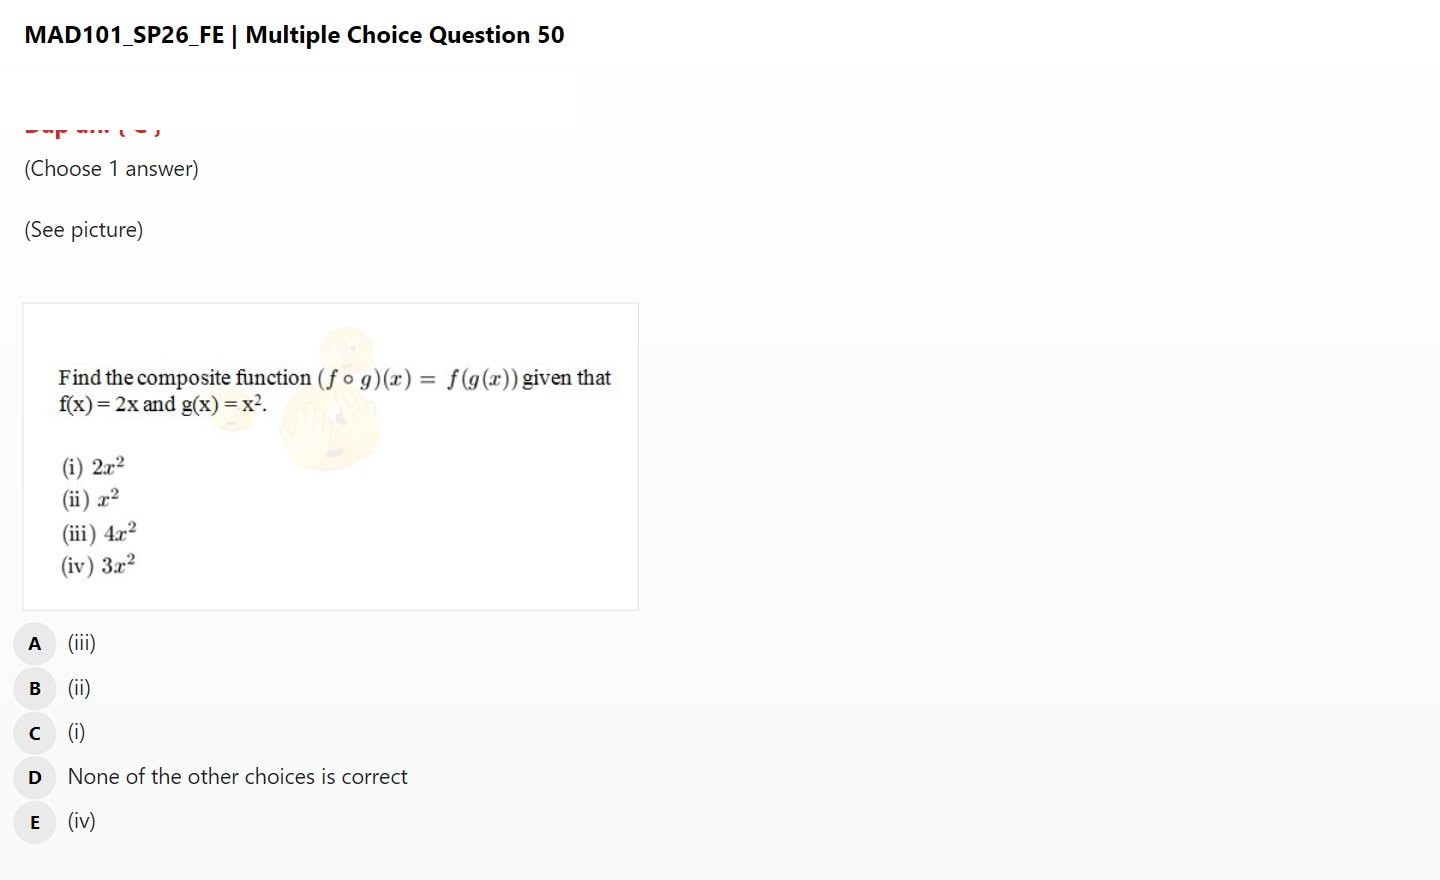 MAD101_SP26_FE | Multiple Choice Question 50
(Choose 1 answer)
(See picture)
Find the composite function (f ∘ g)(x) = f(g(x)) given that
f(x) = 2x and g(x) = x².
(i) 2x²
(ii) x²
(iii) 4x²
(iv) 3x²
A (iii)
B (ii)
C (i)
D None of the other choices is correct
E (iv)